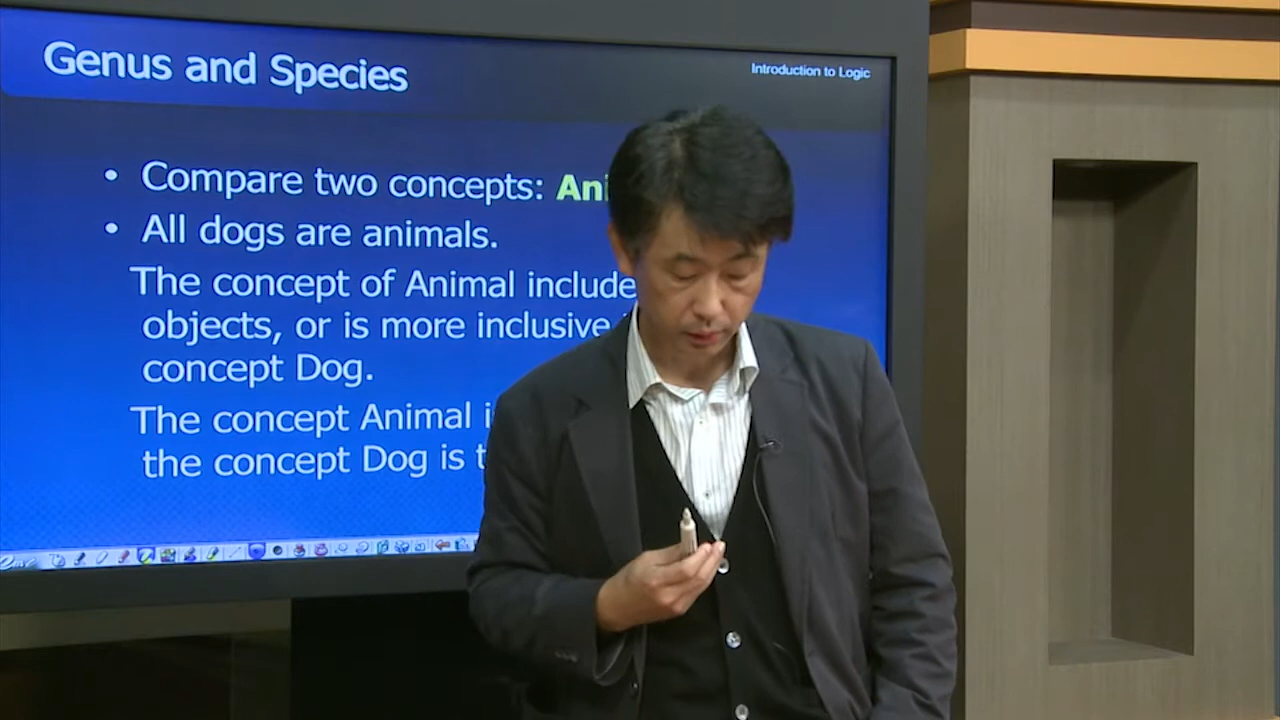 Genus and Species
Introduction to Logic
• Compare two concepts:
• All dogs are animals.
The concept of Animal include
objects, or is more inclusive
concept Dog.
The concept Animal i
the concept Dog is t